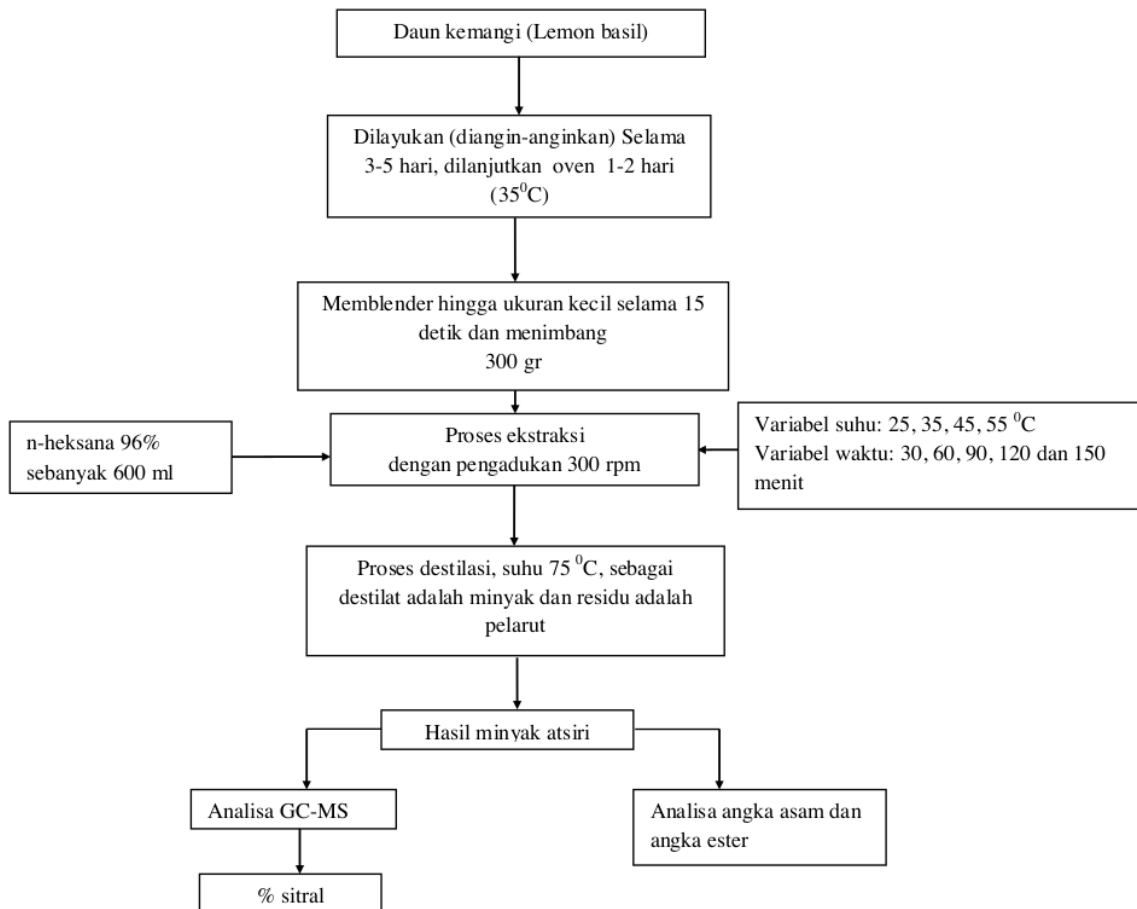 Daun kemangi (Lemon basil)
Dilayukan (diangin-anginkan) Selama
3-5 hari, dilanjutkan oven 1-2 hari
(35⁰C)
Memblender hingga ukuran kecil selama 15
detik dan menimbang
300 gr
n-heksana 96%
sebanyak 600 ml
Proses ekstraksi
dengan pengadukan 300 rpm
Variabel suhu: 25, 35, 45, 55 ⁰C
Variabel waktu: 30, 60, 90, 120 dan 150
menit
Proses destilasi, suhu 75 ⁰C, sebagai
destilat adalah minyak dan residu adalah
pelarut
Hasil minyak atsiri
Analisa GC-MS
Analisa angka asam dan
angka ester
% sitral